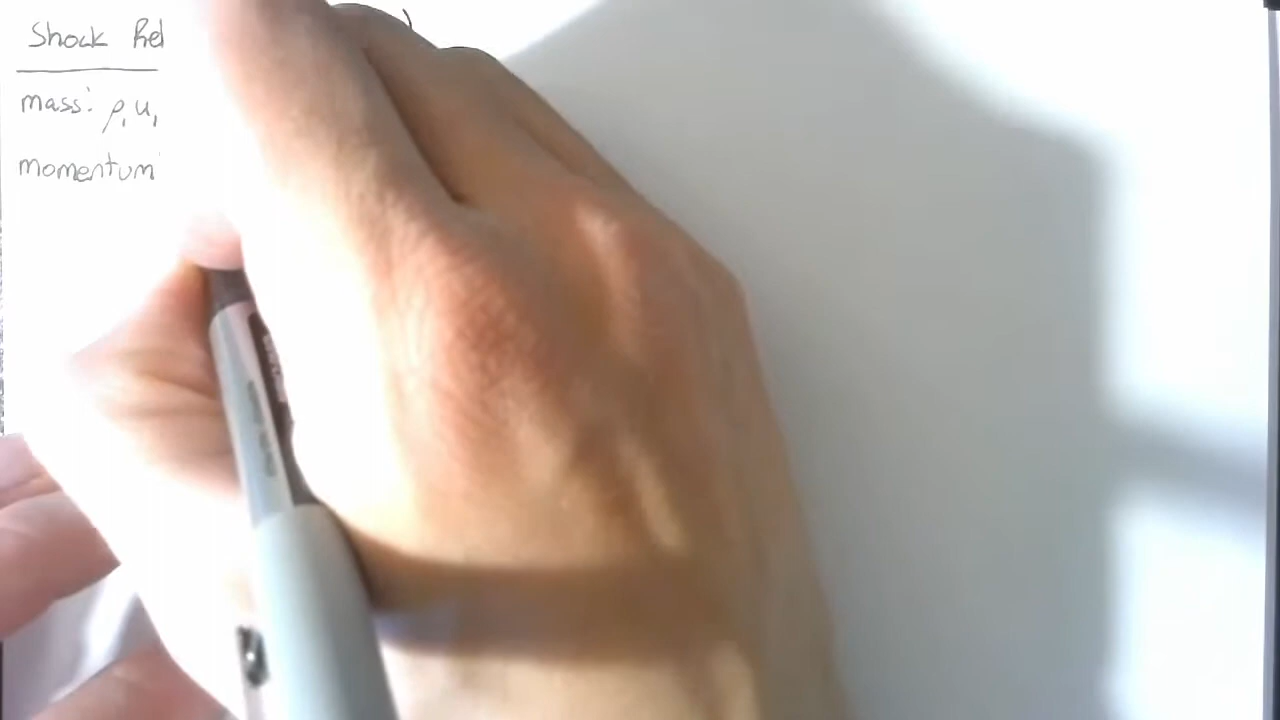 Shock Rel
mass: ρ₁u₁
momentum